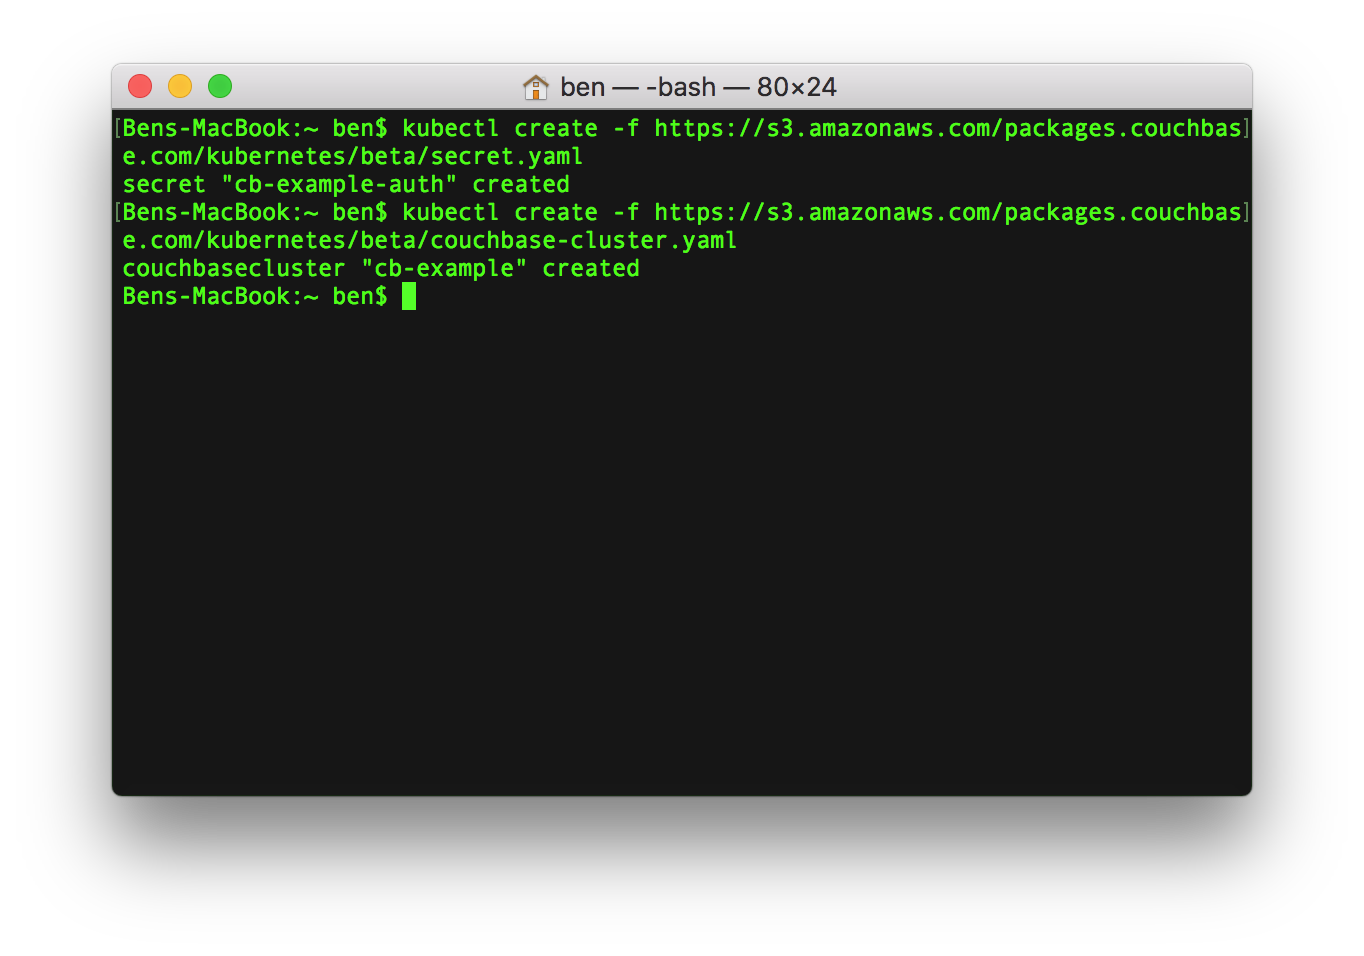 ben — -bash — 80×24
[Bens-MacBook:~ ben$ kubectl create -f https://s3.amazonaws.com/packages.couchbas]
e.com/kubernetes/beta/secret.yaml
secret "cb-example-auth" created
[Bens-MacBook:~ ben$ kubectl create -f https://s3.amazonaws.com/packages.couchbas]
e.com/kubernetes/beta/couchbase-cluster.yaml
couchbasecluster "cb-example" created
Bens-MacBook:~ ben$